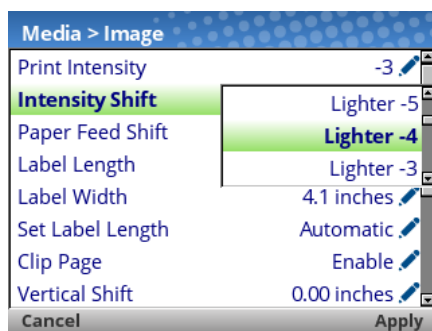 Media > Image
Print Intensity -3
Intensity Shift Lighter -5
Lighter -4
Paper Feed Shift Lighter -3
Label Length
Label Width 4.1 inches
Set Label Length Automatic
Clip Page Enable
Vertical Shift 0.00 inches
Cancel Apply